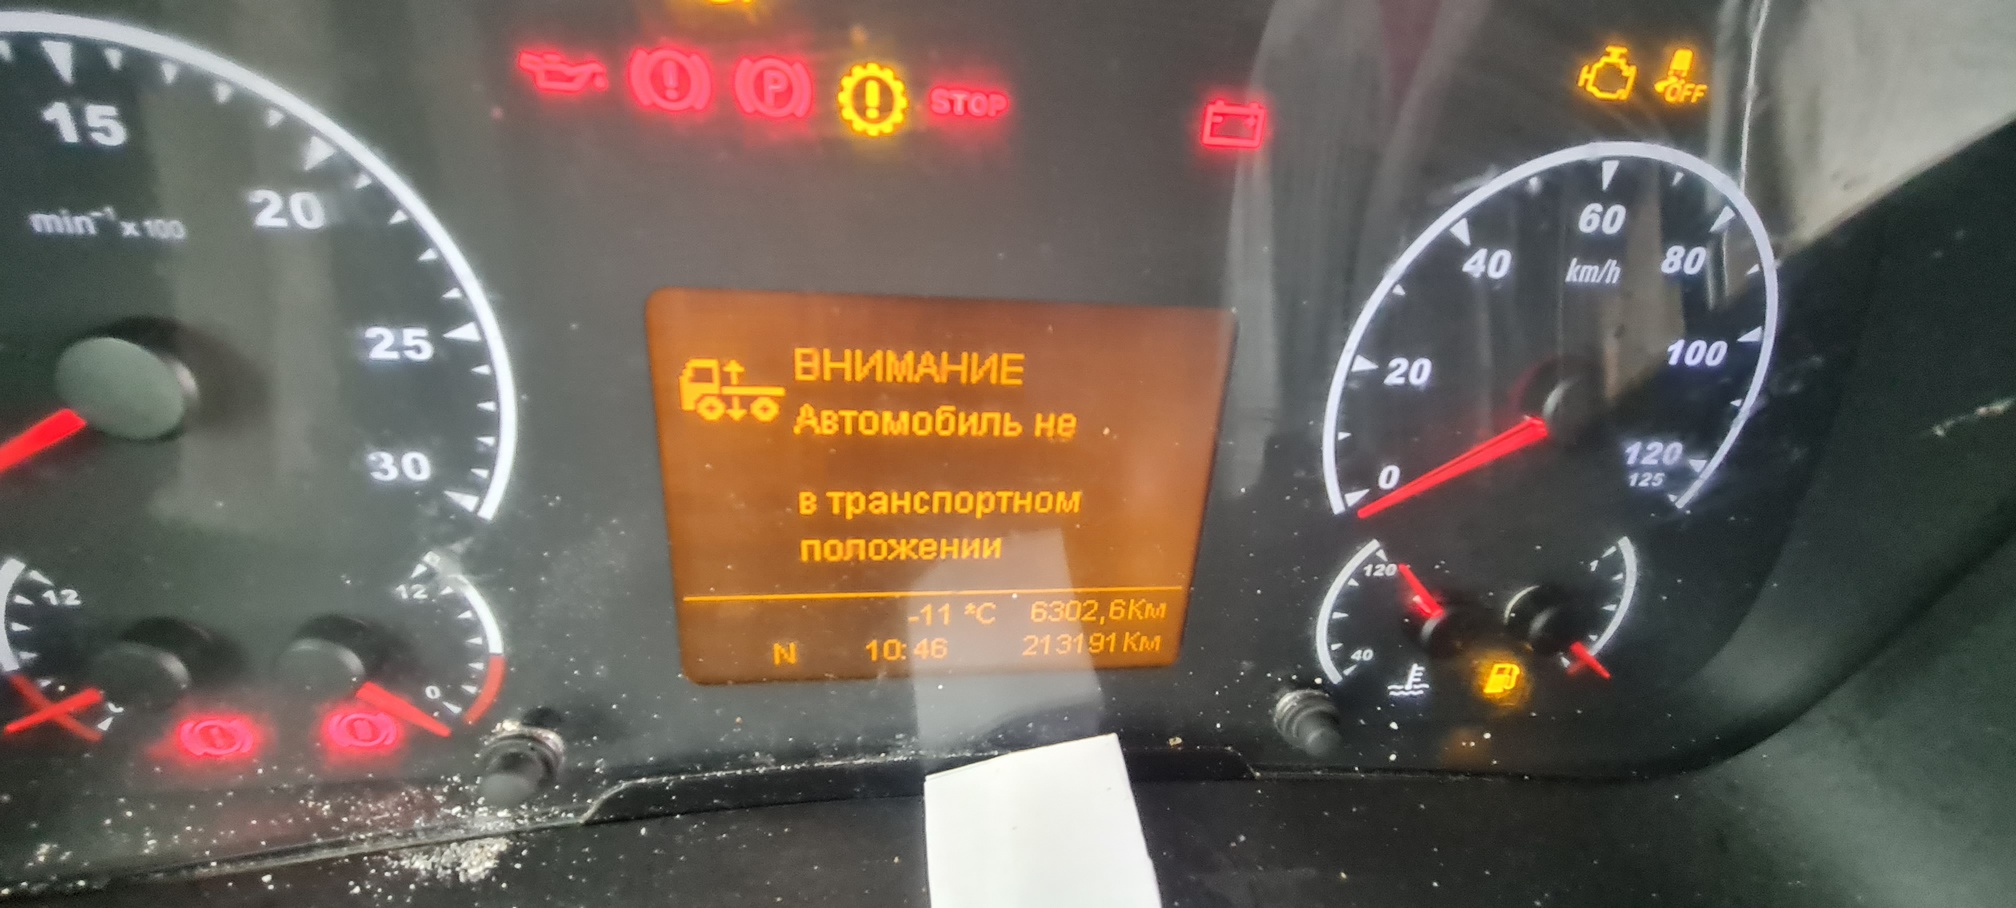 STOP
OFF
15
20
min⁻¹ x 100
25
30
60
40
80
km/h
20
100
0
120
125
ВНИМАНИЕ
Автомобиль не
в транспортном
положении
-11 °C 6302,6Км
N 10:46 213191Км
12
12
0
120
40
1
P